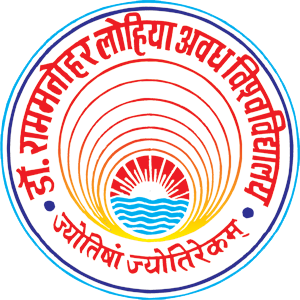 डॉ. राममनोहर लोहिया अवध विश्वविद्यालय
ज्योतिषां ज्योतिरेकम्